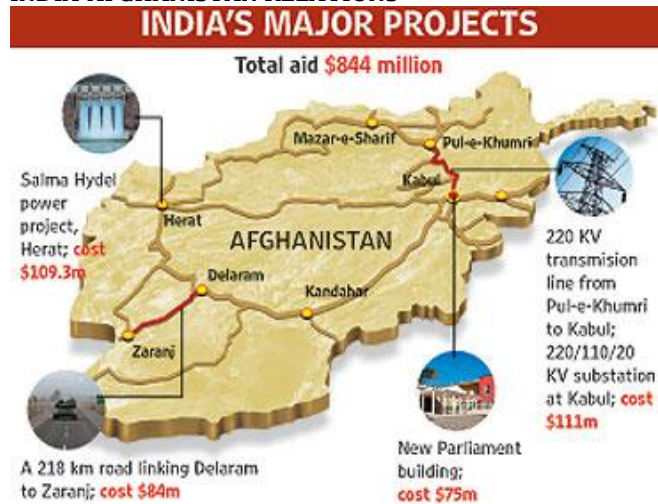 INDIA'S MAJOR PROJECTS
Total aid $844 million
Mazar-e-Sharif
Pul-e-Khumri
Kabul
Salma Hydel
power
project,
Herat; cost
$109.3m
Herat
AFGHANISTAN
Delaram
Kandahar
Zaranj
220 KV
transmision
line from
Pul-e-Khumri
to Kabul;
220/110/20
KV substation
at Kabul; cost
$111m
New Parliament
building;
cost $75m
A 218 km road linking Delaram
to Zaranj; cost $84m